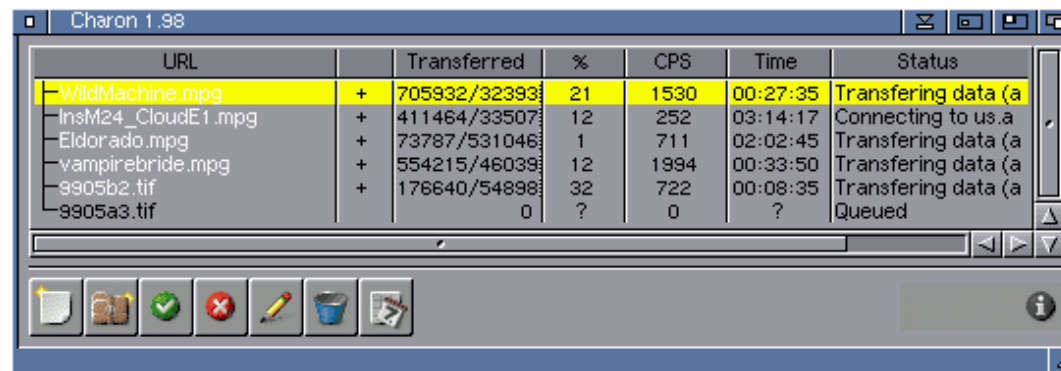 Charon 1.98
URL Transferred % CPS Time Status
WildMachine.mpg + 705932/32393 21 1530 00:27:35 Transfering data (a
InsM24_CloudE1.mpg + 411464/33507 12 252 03:14:17 Connecting to us.a
Eldorado.mpg + 73787/531046 1 711 02:02:45 Transfering data (a
vampirebride.mpg + 554215/46039 12 1994 00:33:50 Transfering data (a
9905b2.tif + 176640/54898 32 722 00:08:35 Transfering data (a
9905a3.tif 0 ? 0 ? Queued